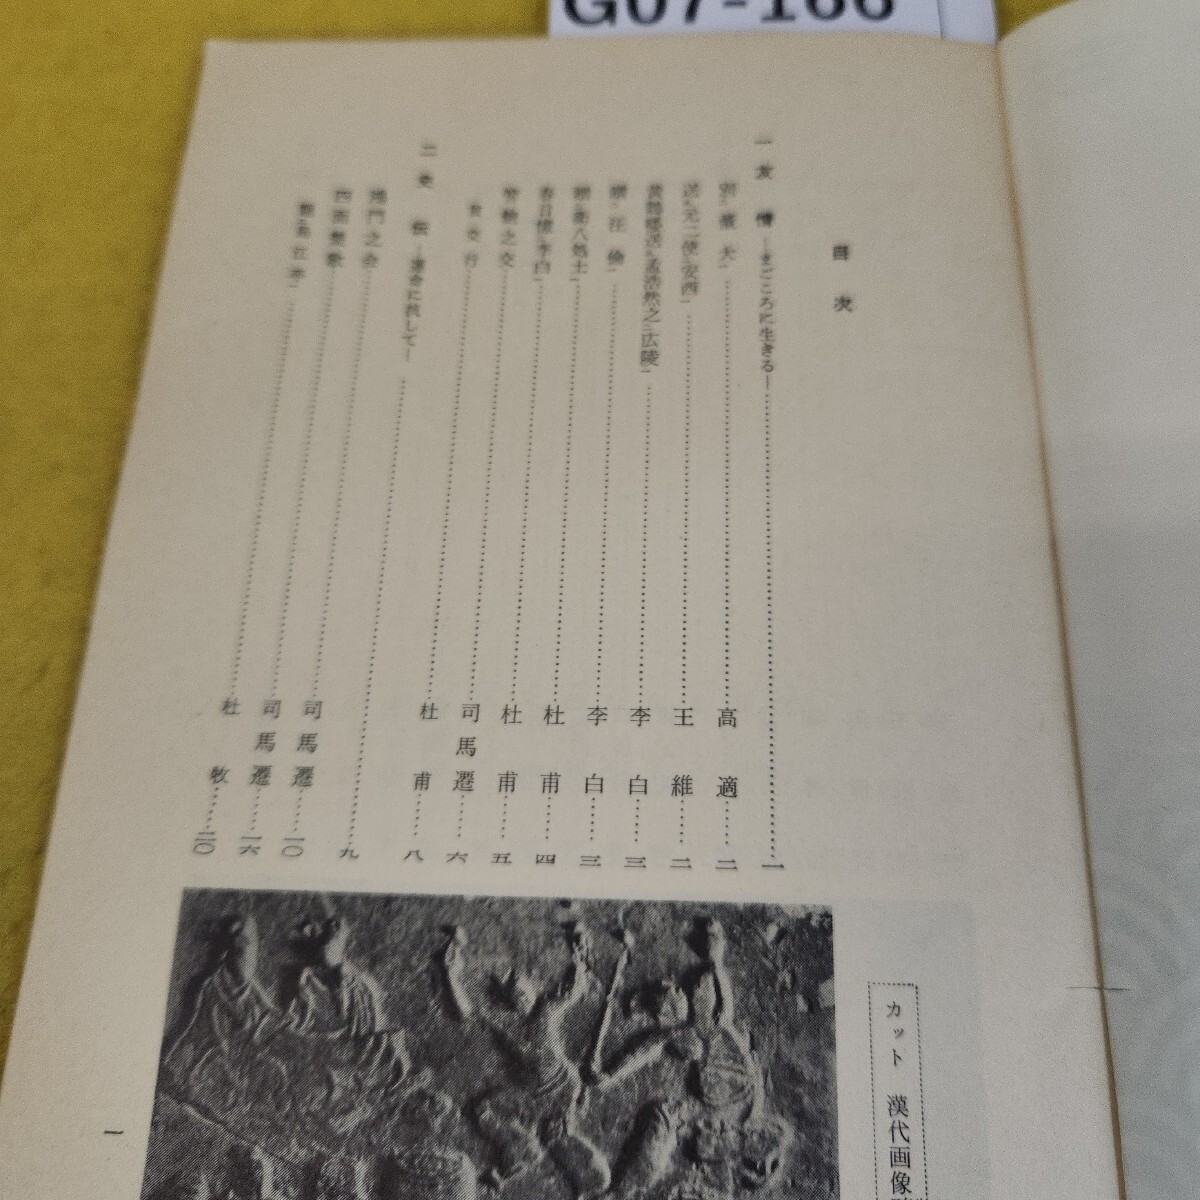 G07-166
目次
一 友情 ―まごころに生きる― 一
別董大 高適 二
送元二使安西 王維 二
黄鶴楼送孟浩然之広陵 李白 三
贈汪倫 李白 三
贈衛八処士 杜甫 四
春日憶李白 杜甫 五
管鮑之交 司馬遷 六
貧交行 杜甫 八
二 史伝 ―運命に抗して― 九
鴻門之会 司馬遷 一〇
四面楚歌 司馬遷 一六
題烏江亭 杜牧 二〇
カット 漢代画像
一